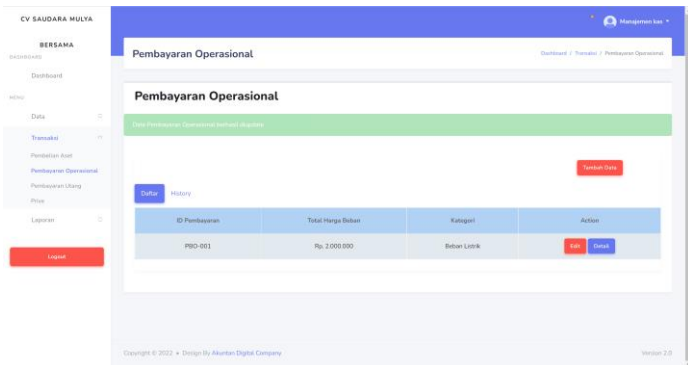 CV SAUDARA MULYA
BERSAMA
DASHBOARD
Dashboard
MENU
Data
Transaksi
Pembelian Aset
Pembayaran Operasional
Pembayaran Utang
Prive
Laporan
Logout
Manajemen kas
Pembayaran Operasional
Dashboard / Transaksi / Pembayaran Operasional
Pembayaran Operasional
Data Pembayaran Operasional berhasil diupdate
Tambah Data
Daftar History
ID Pembayaran Total Harga Beban Kategori Action
PBO-001 Rp. 2.000.000 Beban Listrik Edit Detail
Copyright © 2022 • Design By Akuntan Digital Company
Version 2.0